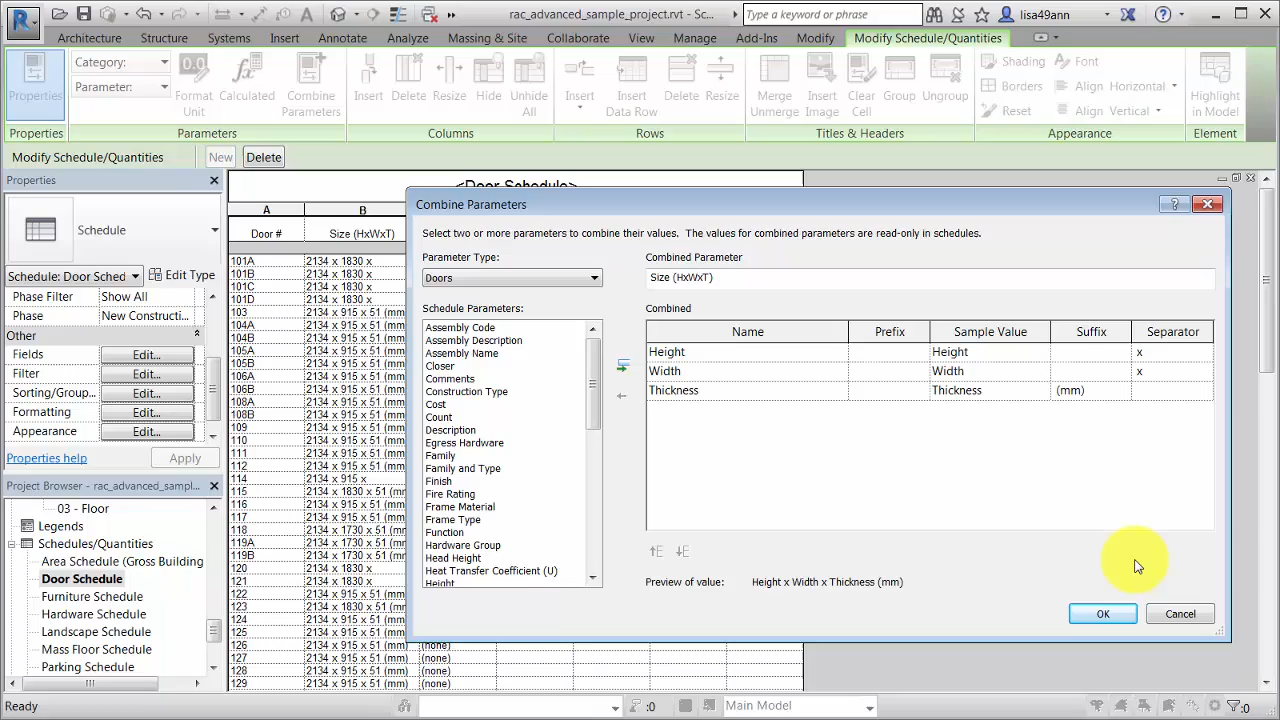 rac_advanced_sample_project.rvt - Sc...
Type a keyword or phrase
lisa49ann
Architecture Structure Systems Insert Annotate Analyze Massing & Site Collaborate View Manage Add-Ins Modify Modify Schedule/Quantities
Category:
Parameter:
Properties
Format Unit
Calculated
Combine Parameters
Insert
Delete
Resize
Hide
Unhide All
Insert
Insert Data Row
Delete
Resize
Merge Unmerge
Insert Image
Clear Cell
Group
Ungroup
Shading
Borders
Reset
Font
Align Horizontal
Align Vertical
Highlight in Model
Properties Parameters Columns Rows Titles & Headers Appearance Element
Modify Schedule/Quantities New Delete
Properties
Schedule
Schedule: Door Sched Edit Type
Phase Filter Show All
Phase New Constructi...
Other
Fields Edit...
Filter Edit...
Sorting/Group... Edit...
Formatting Edit...
Appearance Edit...
Properties help Apply
Project Browser - rac_advanced_sampl...
03 - Floor
Legends
Schedules/Quantities
Area Schedule (Gross Building
Door Schedule
Furniture Schedule
Hardware Schedule
Landscape Schedule
Mass Floor Schedule
Parking Schedule
<Door Schedule>
A B
Door # Size (HxWxT)
101A 2134 x 1830 x
101B 2134 x 1830 x
101C 2134 x 1830 x
101D 2134 x 1830 x
103 2134 x 915 x 51 (mm
104A 2134 x 915 x 51 (mm
104B 2134 x 915 x 51 (mm
105A 2134 x 915 x 51 (mm
106A 2134 x 915 x 51 (mm
106B 2134 x 915 x 51 (mm
108A 2134 x 915 x 51 (mm
108B 2134 x 915 x 51 (mm
109 2134 x 915 x 51 (mm
110 2134 x 915 x 51 (mm
111 2134 x 915 x 51 (mm
112 2134 x 915 x 51 (mm
114 2134 x 915 x
115 2134 x 1830 x 51 (m
116 2134 x 915 x 51 (mm
117 2134 x 915 x 51 (mm
118 2134 x 1730 x 51 (m
119A 2134 x 1730 x 51 (m
119B 2134 x 1730 x 51 (m
120 2134 x 1830 x
121 2134 x 1830 x
122 2134 x 915 x 51 (mm
123 2134 x 1830 x 51 (m
124 2134 x 915 x 51 (mm
125 2134 x 915 x 51 (mm
126 2134 x 915 x 51 (mm) (none)
127 2134 x 915 x 51 (mm) (none)
128 2134 x 915 x 51 (mm) (none)
129 2134 x 915 x 51 (mm) (none)
Combine Parameters
Select two or more parameters to combine their values. The values for combined parameters are read-only in schedules.
Parameter Type:
Doors
Schedule Parameters:
Assembly Code
Assembly Description
Assembly Name
Closer
Comments
Construction Type
Cost
Count
Description
Egress Hardware
Family
Family and Type
Finish
Fire Rating
Frame Material
Frame Type
Function
Hardware Group
Head Height
Heat Transfer Coefficient (U)
Height
Combined Parameter
Size (HxWxT)
Combined
Name Prefix Sample Value Suffix Separator
Height Height x
Width Width x
Thickness Thickness (mm)
Preview of value: Height x Width x Thickness (mm)
OK Cancel
Ready
:0
Main Model
:0